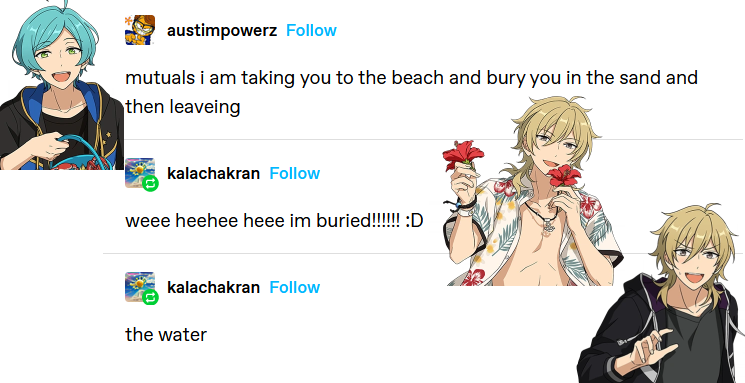 austimpowerz Follow
mutuals i am taking you to the beach and bury you in the sand and
then leaveing
kalachakran Follow
weee heehee heee im buried!!!!!! :D
kalachakran Follow
the water